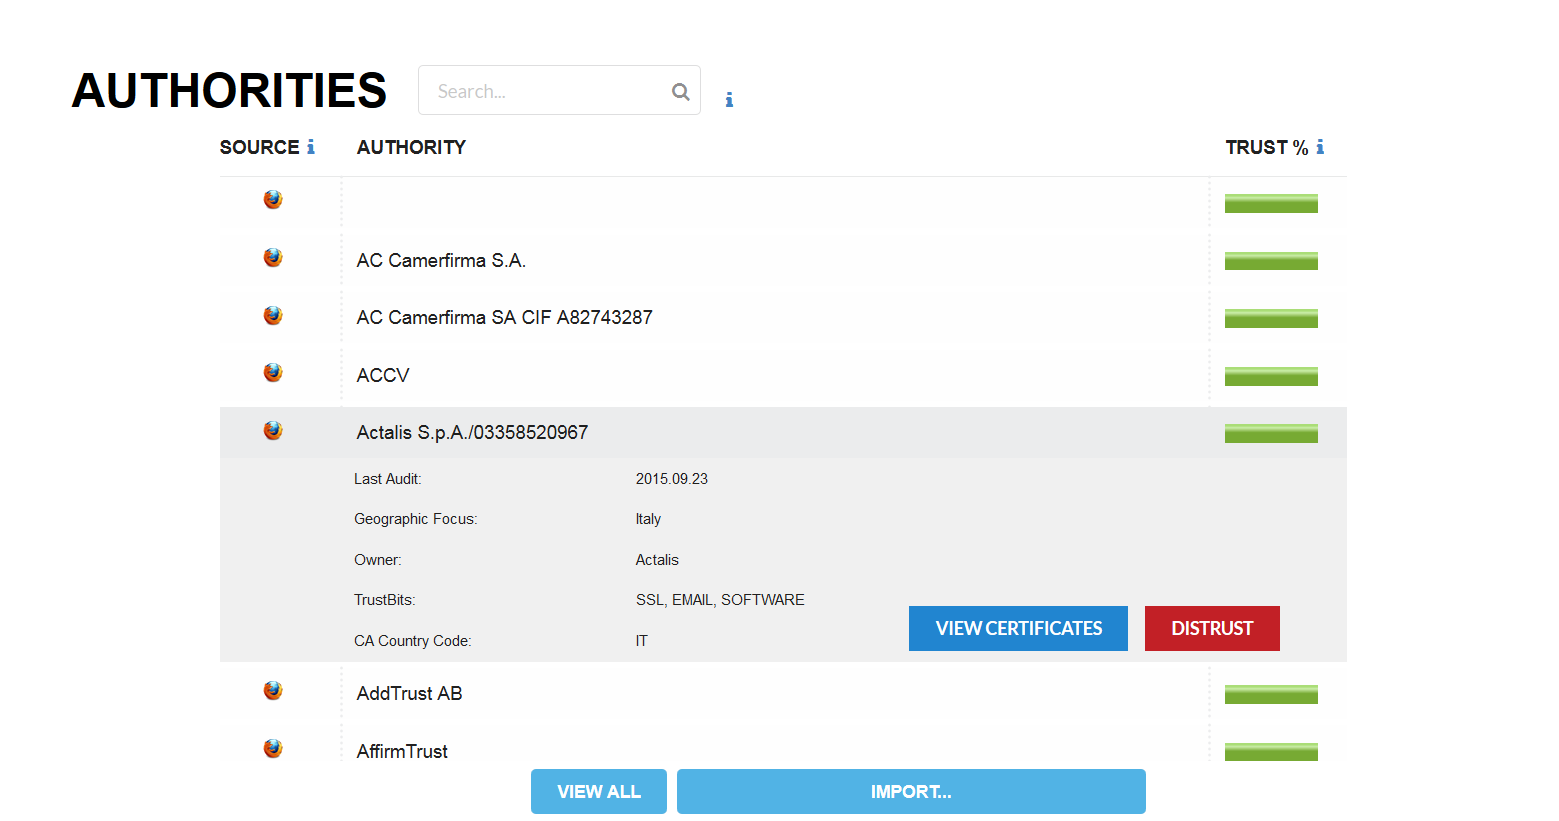 AUTHORITIES
Search...
SOURCE AUTHORITY TRUST %
AC Camerfirma S.A.
AC Camerfirma SA CIF A82743287
ACCV
Actalis S.p.A./03358520967
Last Audit: 2015.09.23
Geographic Focus: Italy
Owner: Actalis
TrustBits: SSL, EMAIL, SOFTWARE
CA Country Code: IT
VIEW CERTIFICATES DISTRUST
AddTrust AB
AffirmTrust
VIEW ALL IMPORT...